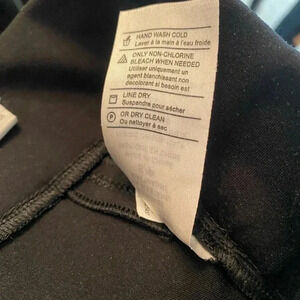 HAND WASH COLD
Laver à la main à l'eau froide
ONLY NON-CHLORINE
BLEACH WHEN NEEDED
Utiliser uniquement un
agent blanchissant non
décolorant si besoin est
LINE DRY
Suspendre pour sécher
P
OR DRY CLEAN
Ou nettoyer à sec